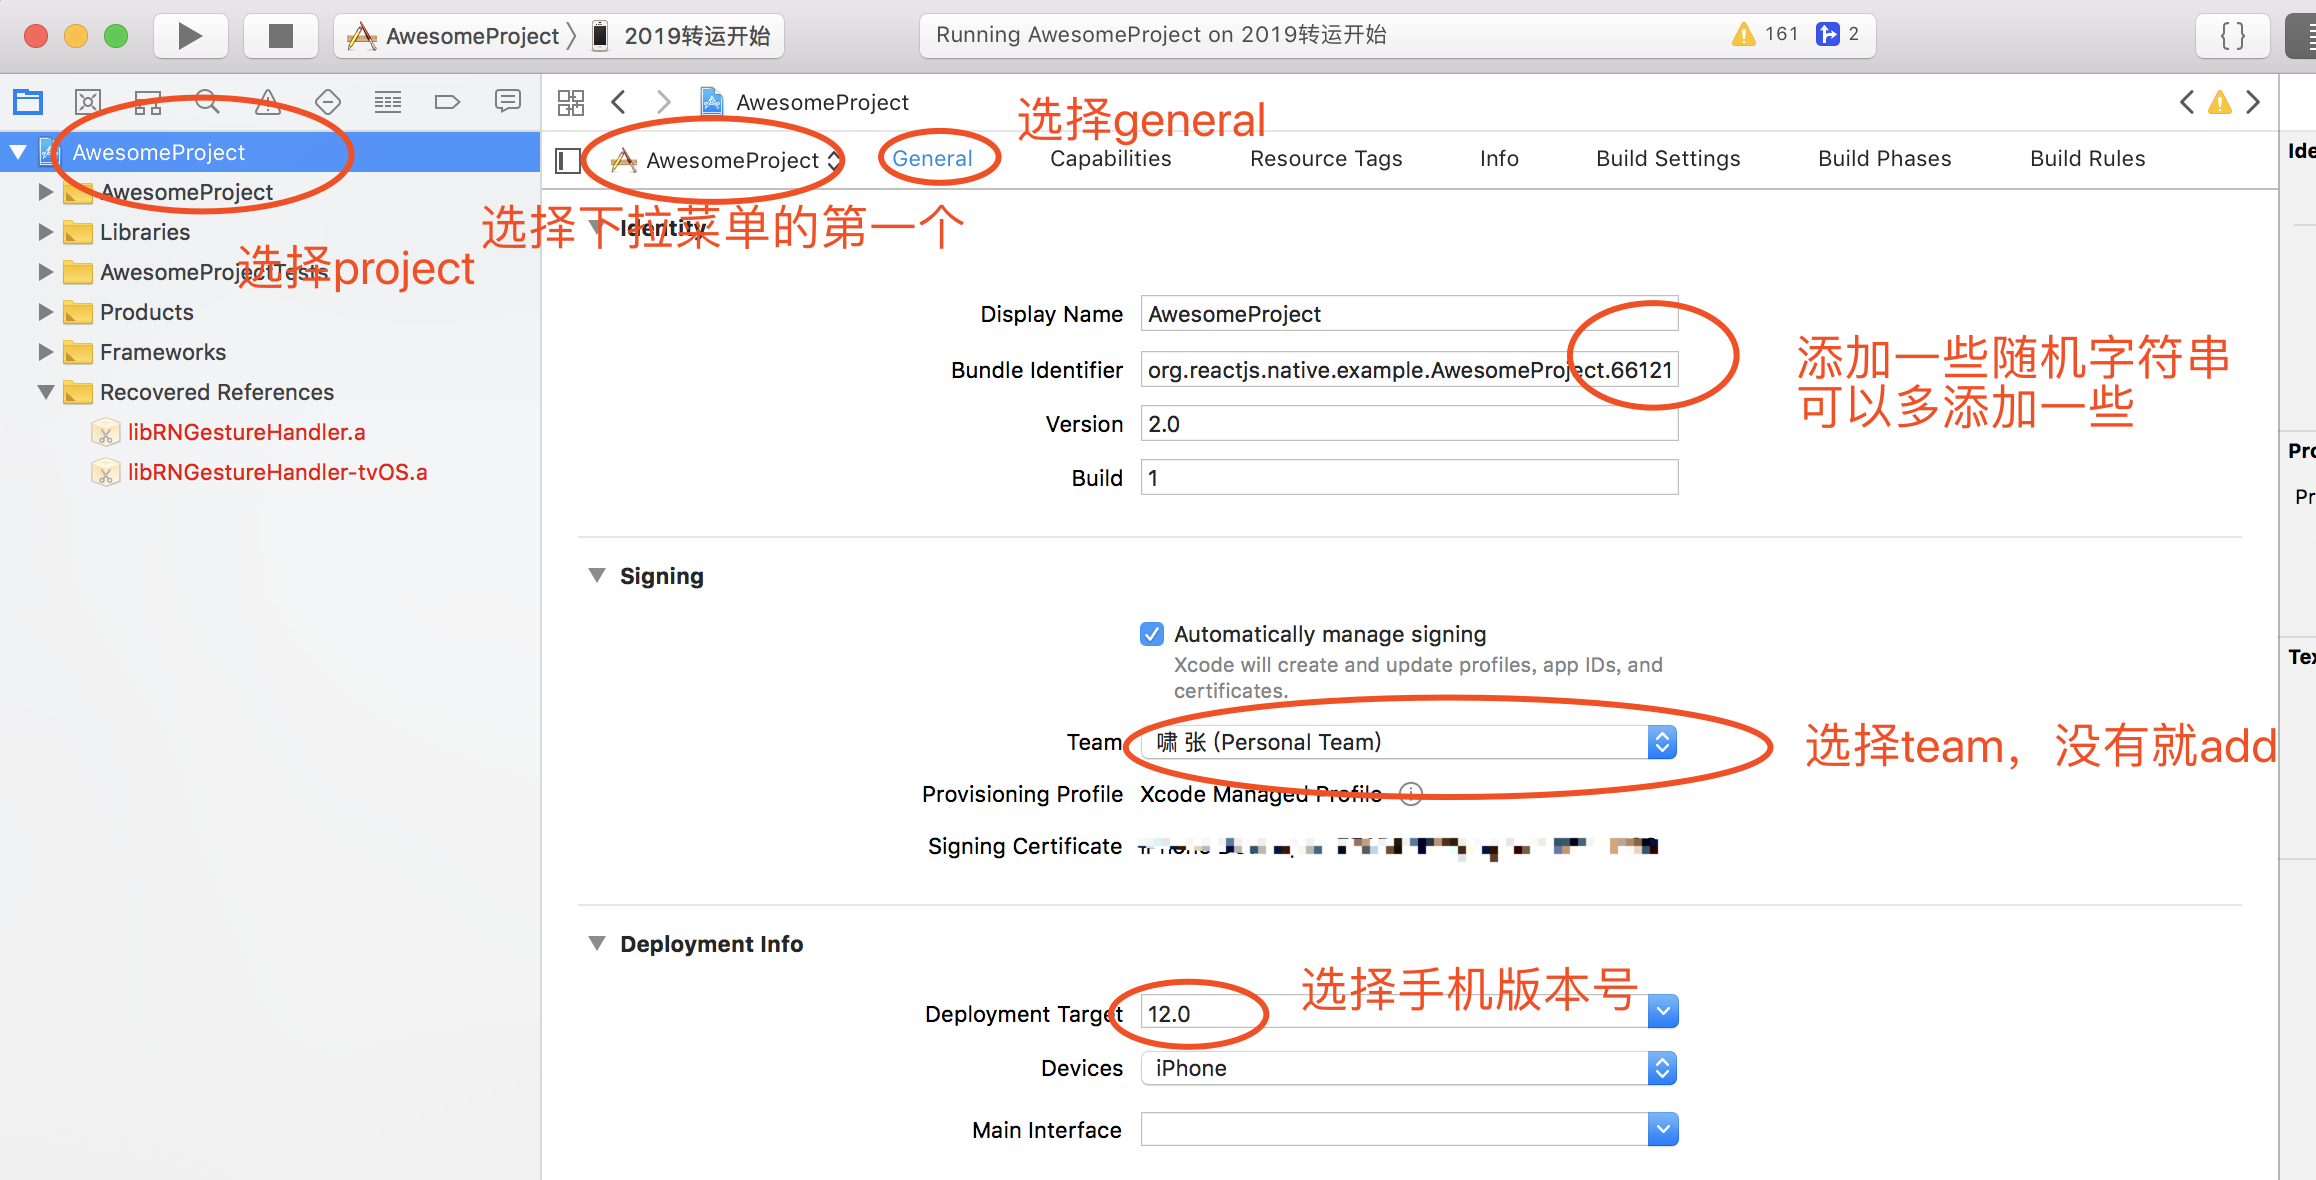 AwesomeProject
2019转运开始
Running AwesomeProject on 2019转运开始
161
2
{ }
AwesomeProject
选择general
AwesomeProject
AwesomeProject
General
Capabilities
Resource Tags
Info
Build Settings
Build Phases
Build Rules
Ide
AwesomeProject
选择下拉菜单的第一个
Identity
Libraries
选择project
AwesomeProjectTests
Products
Frameworks
Recovered References
libRNGestureHandler.a
libRNGestureHandler-tvOS.a
Display Name
AwesomeProject
Bundle Identifier
org.reactjs.native.example.AwesomeProject.66121
添加一些随机字符串
可以多添加一些
Version
2.0
Build
1
Pro
Pr
Signing
Automatically manage signing
Xcode will create and update profiles, app IDs, and
certificates.
Tex
Team
啸 张 (Personal Team)
选择team，没有就add
Provisioning Profile
Xcode Managed Profile
Signing Certificate
Deployment Info
选择手机版本号
Deployment Target
12.0
Devices
iPhone
Main Interface